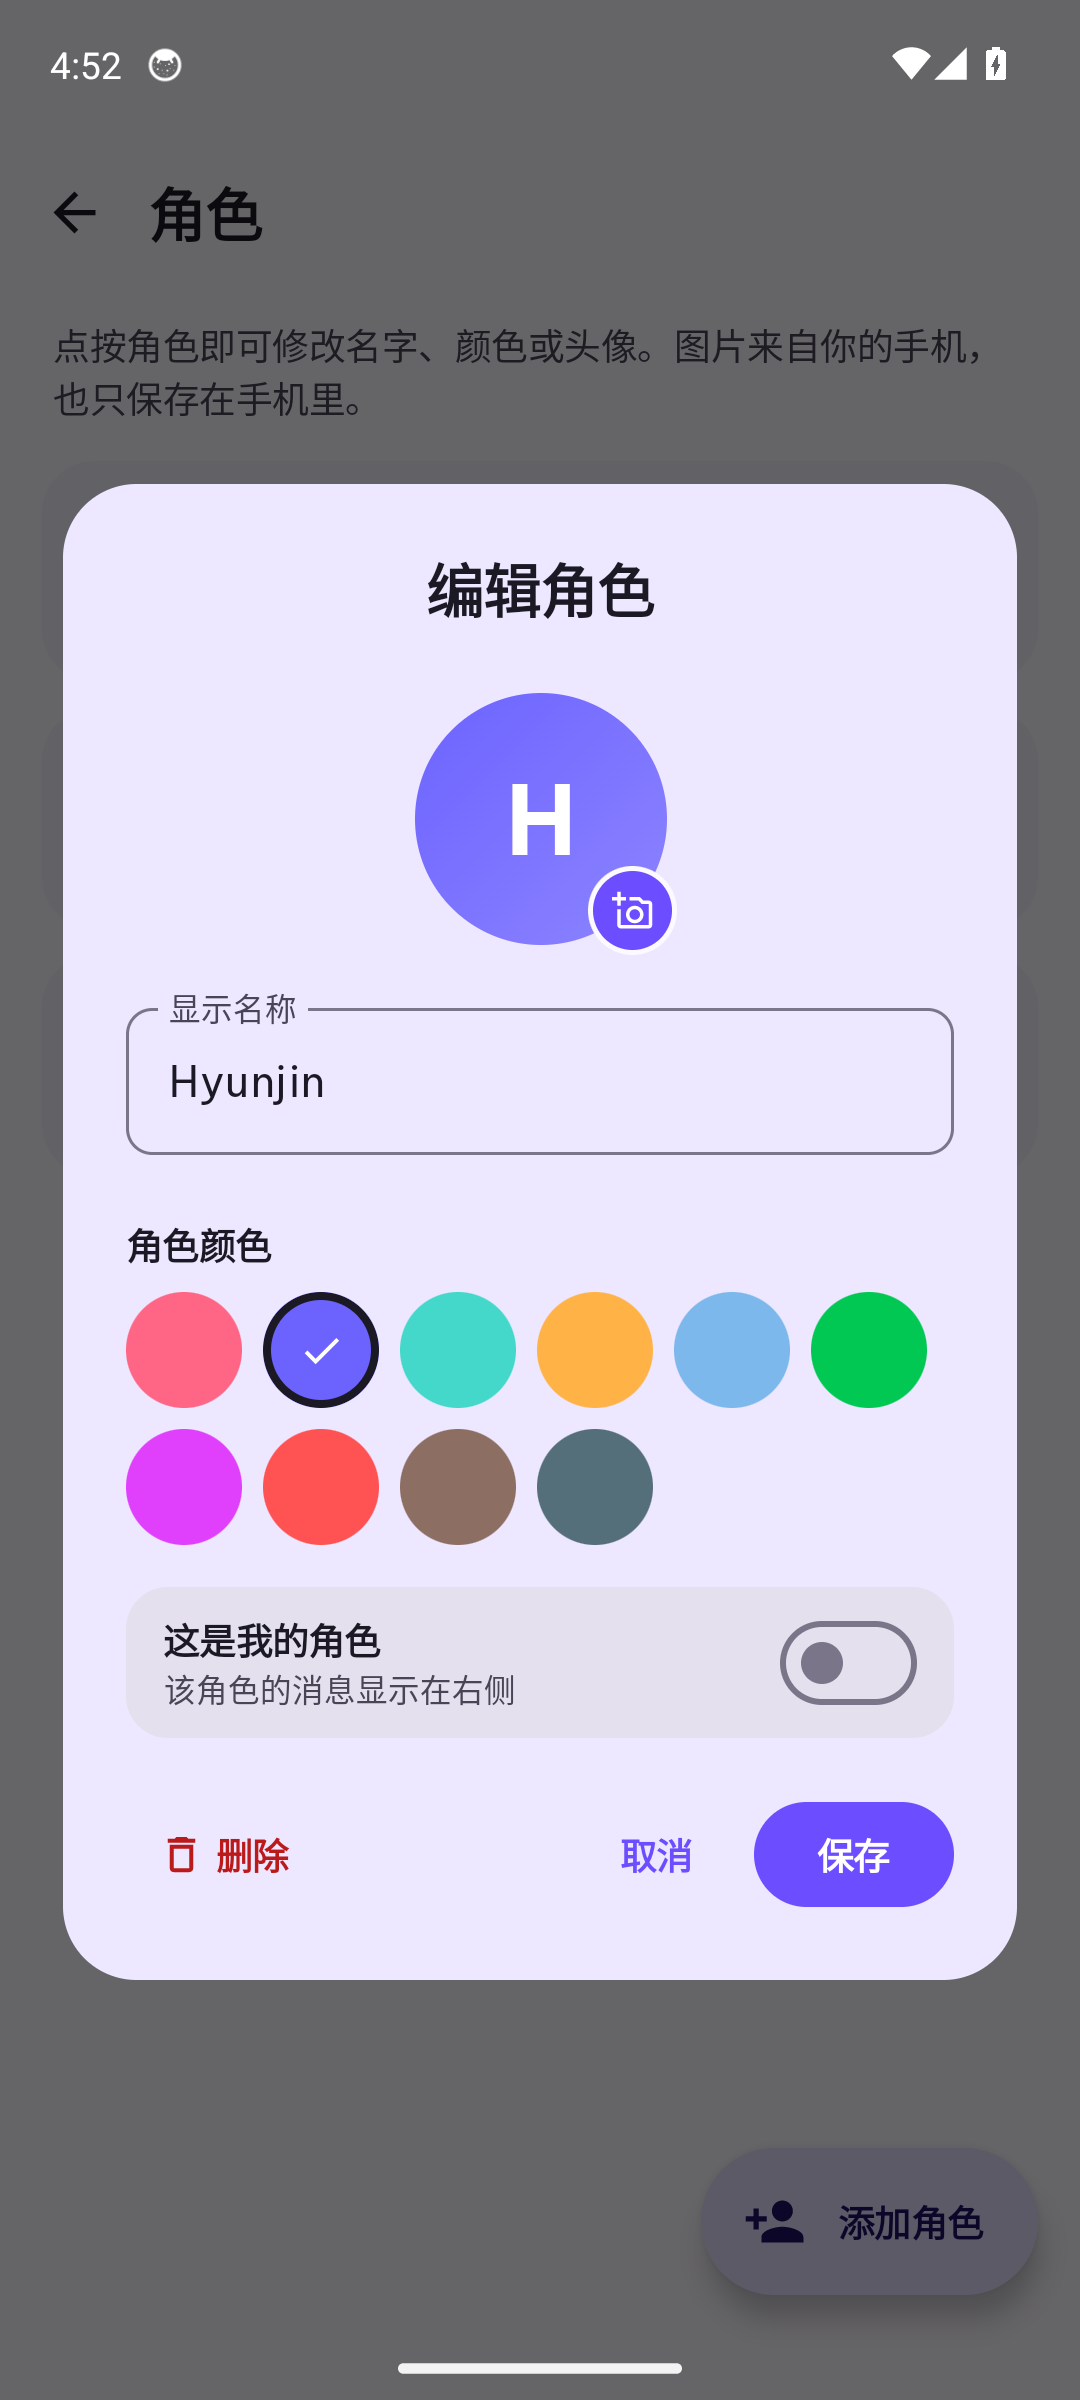 4:52
角色
点按角色即可修改名字、颜色或头像。图片来自你的手机，
也只保存在手机里。
编辑角色
H
显示名称
Hyunjin
角色颜色
这是我的角色
该角色的消息显示在右侧
删除
取消
保存
添加角色